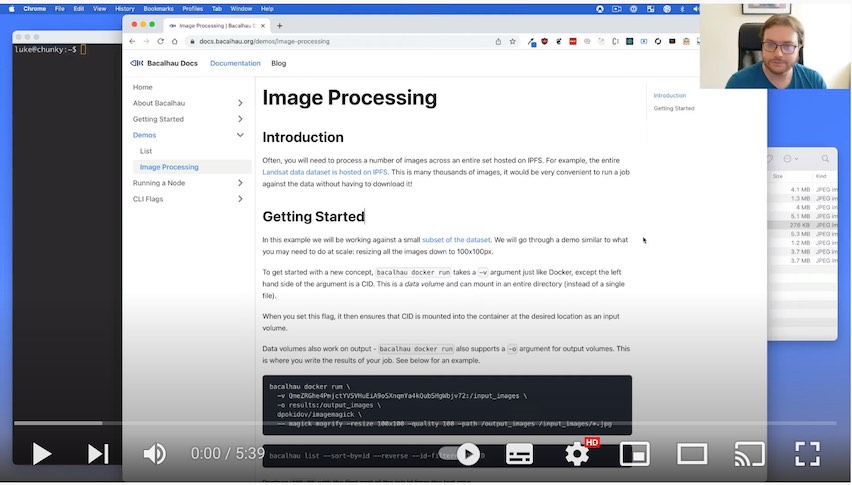 Chrome File Edit View History Bookmarks Profiles Tab Window Help
luke@chunky:~$
Image Processing | Bacalhau D
docs.bacalhau.org/demos/image-processing
Bacalhau Docs Documentation Blog
Home
About Bacalhau
Getting Started
Demos
List
Image Processing
Running a Node
CLI Flags
Image Processing
Introduction
Often, you will need to process a number of images across an entire set hosted on IPFS. For example, the entire
Landsat data dataset is hosted on IPFS. This is many thousands of images, it would be very convenient to run a job
against the data without having to download it!
Getting Started
In this example we will be working against a small subset of the dataset. We will go through a demo similar to what
you may need to do at scale: resizing all the images down to 100x100px.
To get started with a new concept, bacalhau docker run takes a -v argument just like Docker, except the left
hand side of the argument is a CID. This is a data volume and can mount in an entire directory (instead of a single
file).
When you set this flag, it then ensures that CID is mounted into the container at the desired location as an input
volume.
Data volumes also work on output - bacalhau docker run also supports a -o argument for output volumes. This
is where you write the results of your job. See below for an example.
bacalhau docker run \
-v QmeZRGhe4PmjctYV5VHuEiA9oSXnqmYa4kQubSHgWbjv72:/input_images \
-o results:/output_images \
dpokidov/imagemagick \
-- magick mogrify -resize 100x100 -quality 100 -path /output_images /input_images/*.jpg
bacalhau list --sort-by=id --reverse
Introduction
Getting Started
Size Kind
4.1 MB JPEG im
1.3 MB JPEG im
4 MB JPEG im
5.1 MB JPEG im
276 KB JPEG im
5.3 MB JPEG im
1.2 MB JPEG im
3.7 MB JPEG im
3.7 MB JPEG im
0:00 / 5:39
HD